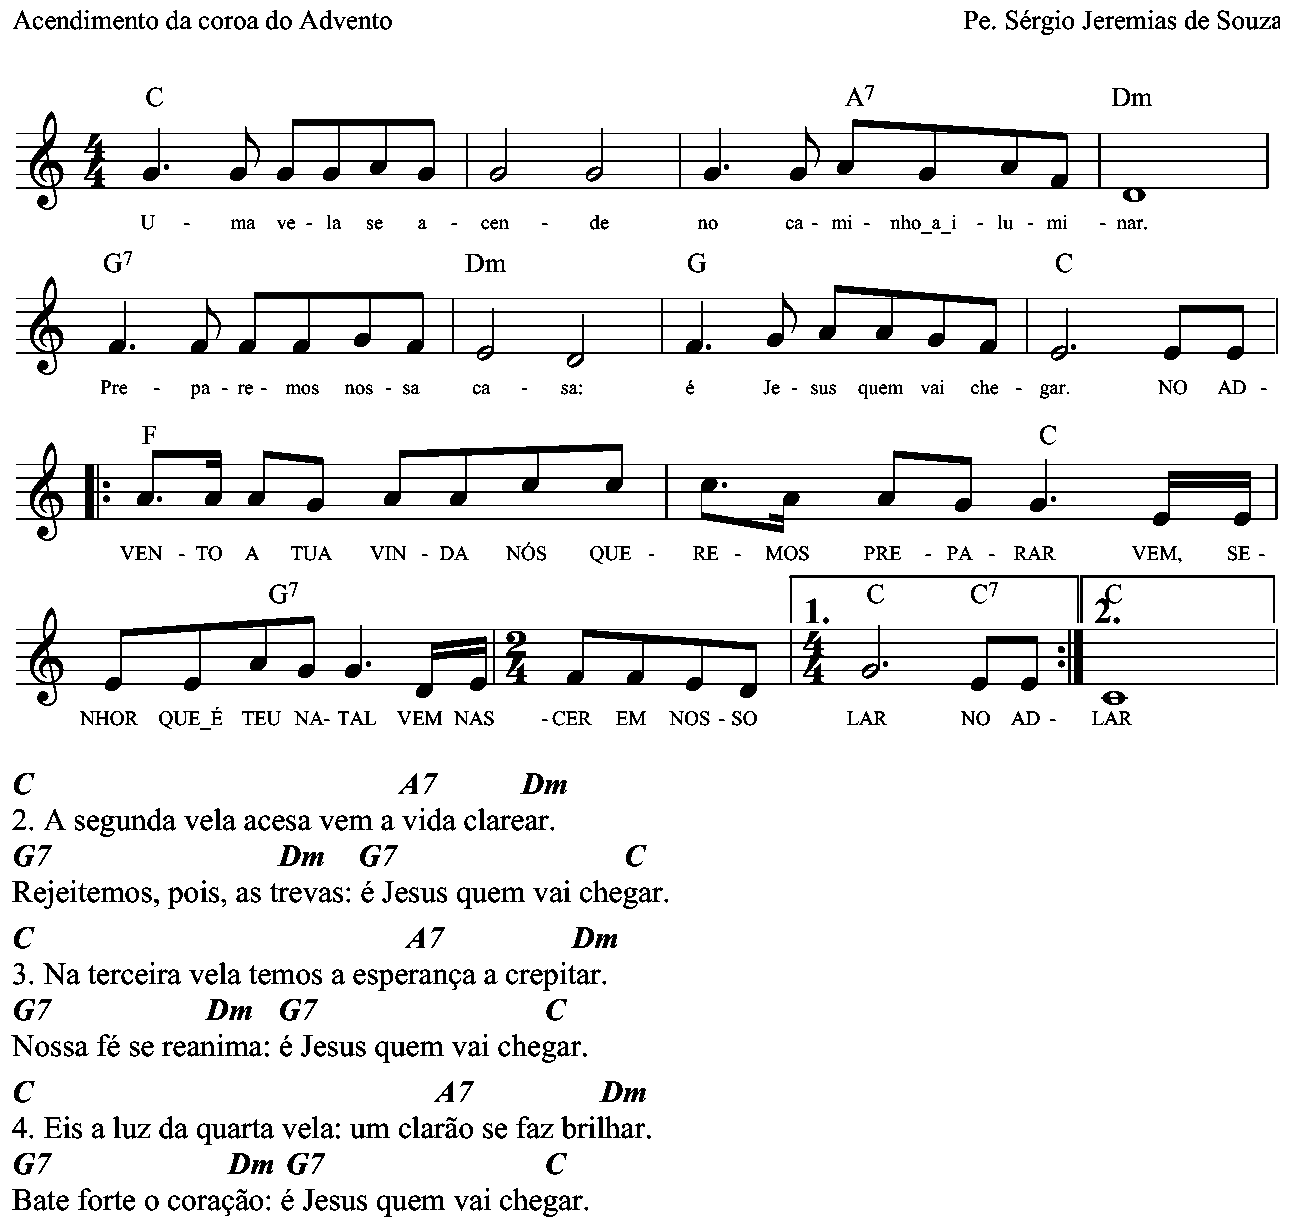 Acendimento da coroa do Advento Pe. Sérgio Jeremias de Souza
C A7 Dm
4 4
U - ma ve - la se a - cen - de no ca - mi - nho_a_i - lu - mi - nar.
G7 Dm G C
Pre - pa - re - mos nos - sa ca - sa: é Je - sus quem vai che - gar. NO AD -
F C
VEN - TO A TUA VIN - DA NÓS QUE - RE - MOS PRE - PA - RAR VEM, SE -
G7 1. C C7 2. C
2 4 4 4
NHOR QUE_É TEU NA - TAL VEM NAS - CER EM NOS - SO LAR NO AD - LAR
C A7 Dm
2. A segunda vela acesa vem a vida clarear.
G7 Dm G7 C
Rejeitemos, pois, as trevas: é Jesus quem vai chegar.
C A7 Dm
3. Na terceira vela temos a esperança a crepitar.
G7 Dm G7 C
Nossa fé se reanima: é Jesus quem vai chegar.
C A7 Dm
4. Eis a luz da quarta vela: um clarão se faz brilhar.
G7 Dm G7 C
Bate forte o coração: é Jesus quem vai chegar.